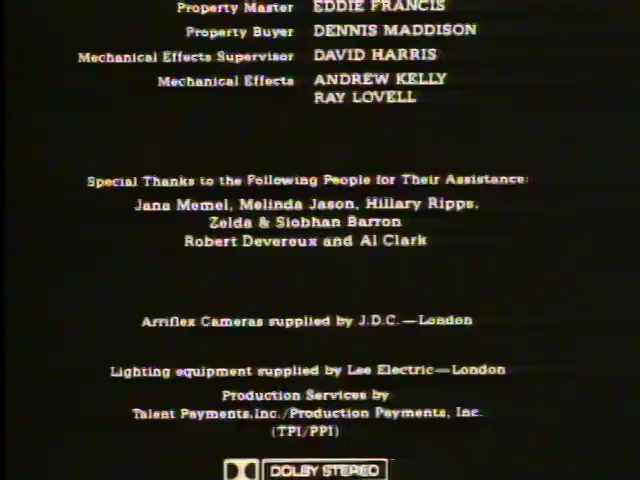 Property Master EDDIE FRANCIS
Property Buyer DENNIS MADDISON
Mechanical Effects Supervisor DAVID HARRIS
Mechanical Effects ANDREW KELLY
RAY LOVELL
Special Thanks to the Following People for Their Assistance:
Jana Memel, Melinda Jason, Hillary Ripps,
Zelda & Siobhan Barron
Robert Devereux and Al Clark
Arriflex Cameras supplied by J.D.C.—London
Lighting equipment supplied by Lee Electric—London
Production Services by
Talent Payments,Inc./Production Payments, Inc.
(TPI/PPI)
DOLBY STEREO